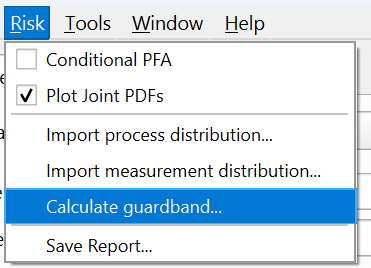 Risk Tools Window Help
Conditional PFA
Plot Joint PDFs
Import process distribution...
Import measurement distribution...
Calculate guardband...
Save Report...